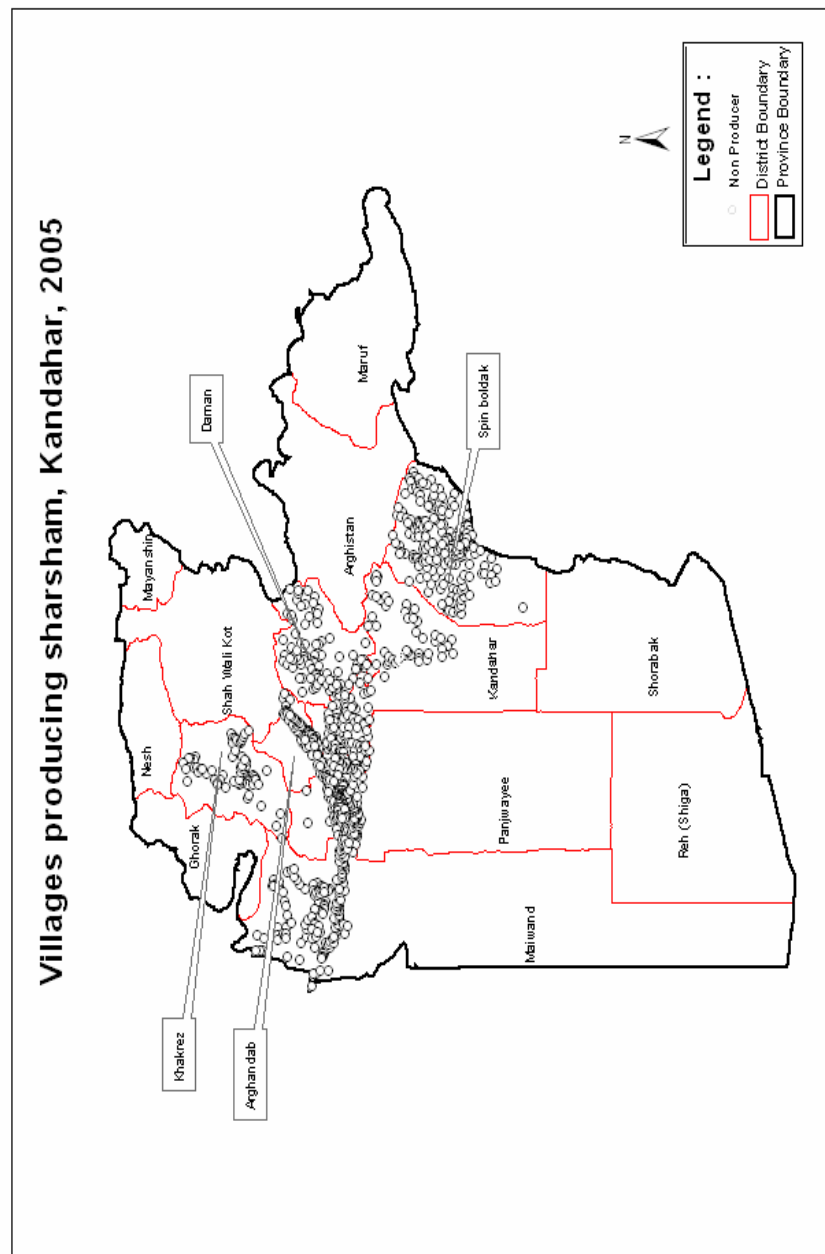 Villages producing sharsham, Kandahar, 2005
Khakrez
Arghandab
Daman
Spin boldak
Mayanshin
Nesh
Shah Wali Kot
Ghorak
Maruf
Arghistan
Kandahar
Panjwayee
Maiwand
Shorabak
Reh (Shiga)
N
Legend :
Non Producer
District Boundary
Province Boundary